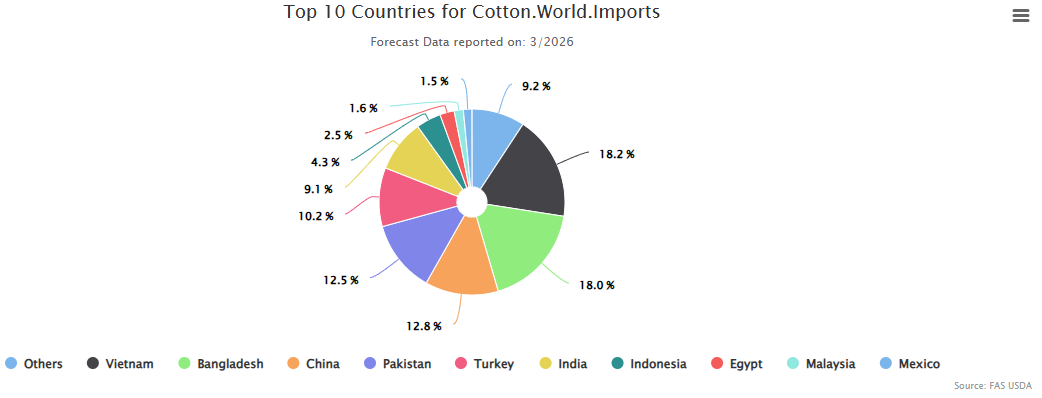 Top 10 Countries for Cotton.World.Imports
Forecast Data reported on: 3/2026
1.5 %
9.2 %
1.6 %
2.5 %
18.2 %
4.3 %
9.1 %
10.2 %
12.5 %
18.0 %
12.8 %
Others Vietnam Bangladesh China Pakistan Turkey India Indonesia Egypt Malaysia Mexico
Source: FAS USDA